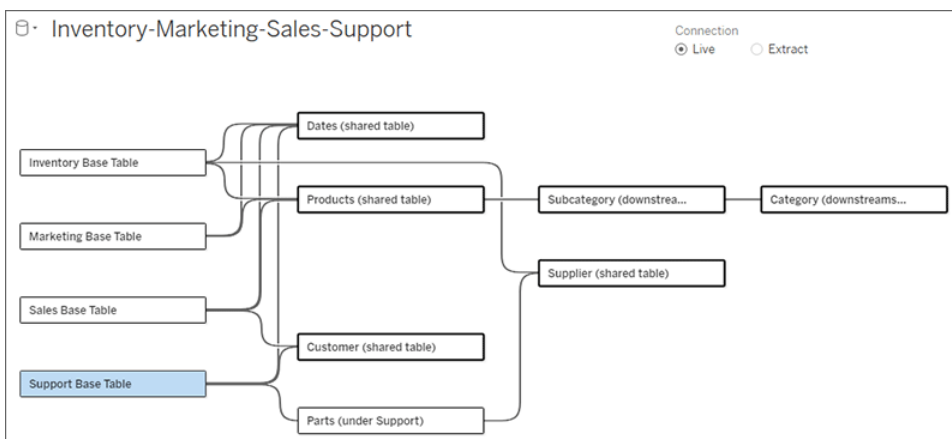 Inventory-Marketing-Sales-Support
Connection
Live Extract
Dates (shared table)
Inventory Base Table
Products (shared table)
Subcategory (downstrea...
Category (downstreams...
Marketing Base Table
Supplier (shared table)
Sales Base Table
Customer (shared table)
Support Base Table
Parts (under Support)